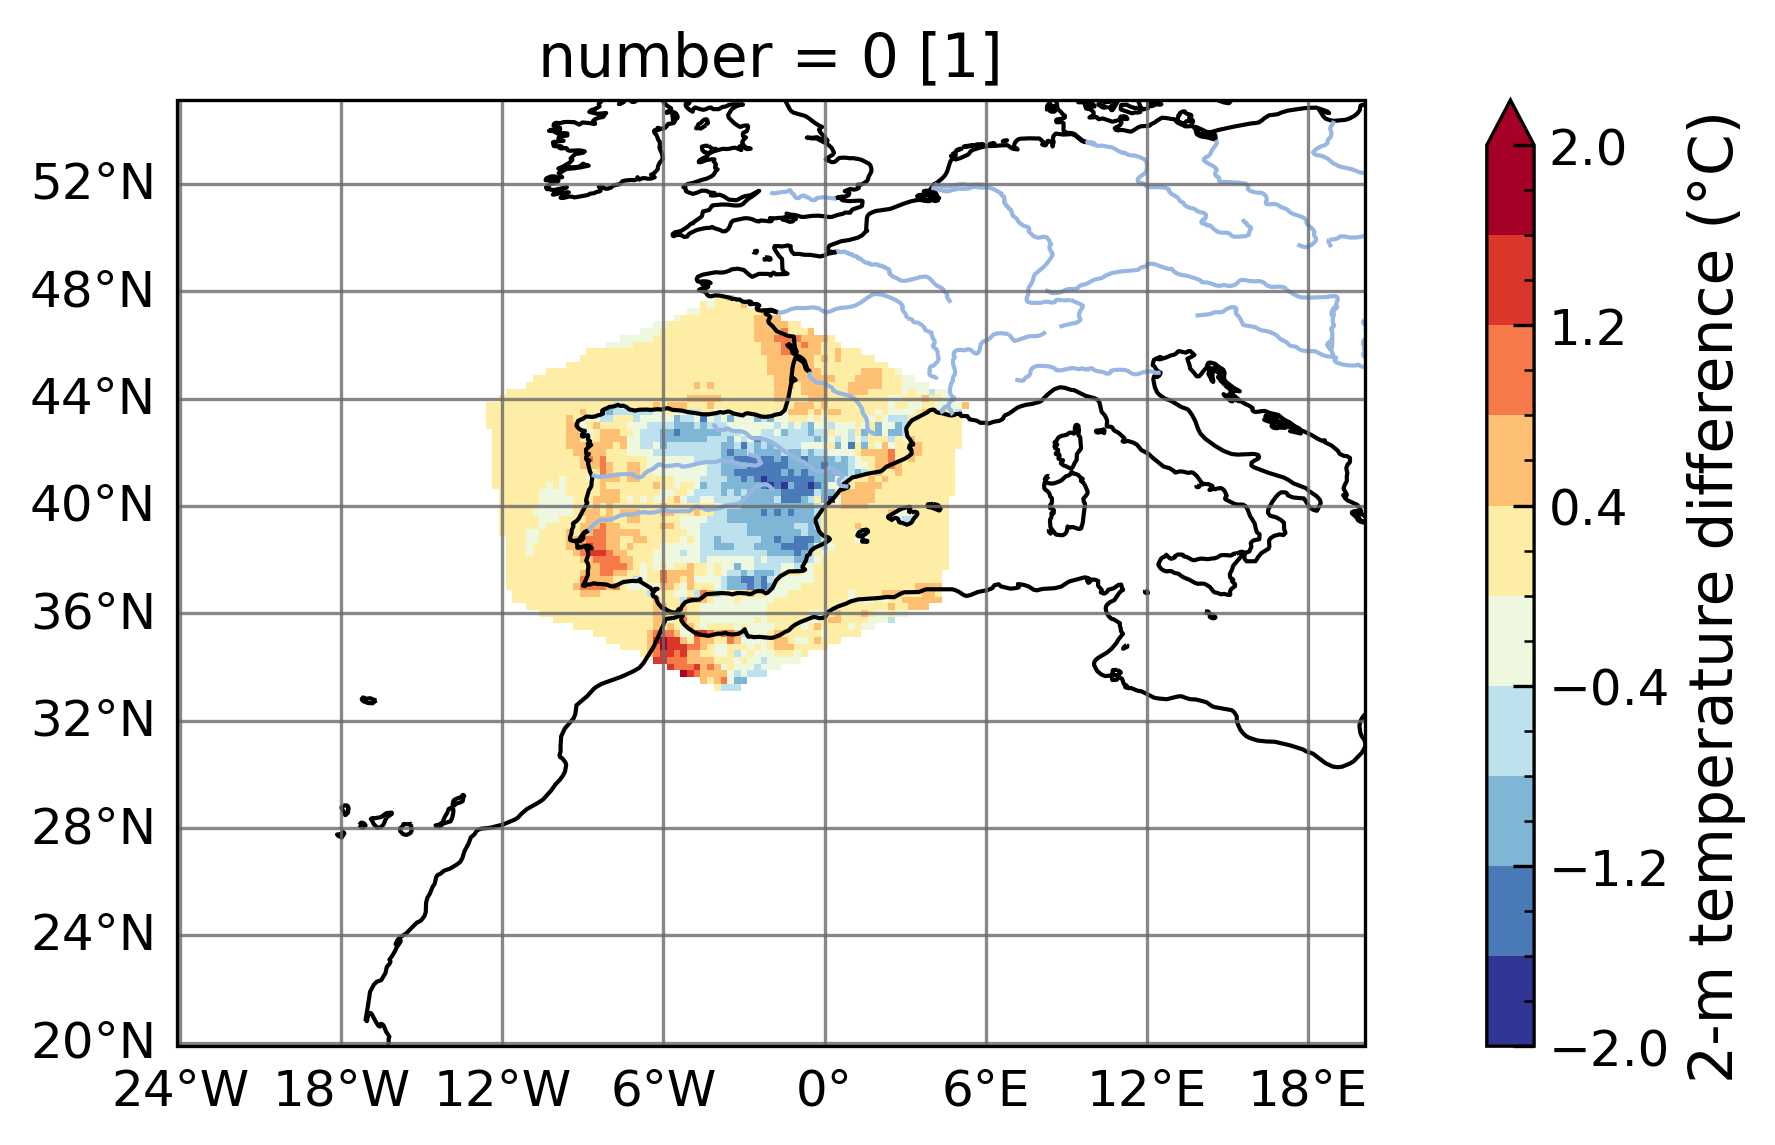 number = 0 [1]
52°N
48°N
44°N
40°N
36°N
32°N
28°N
24°N
20°N
24°W 18°W 12°W 6°W 0° 6°E 12°E 18°E
2.0
1.2
0.4
−0.4
−1.2
−2.0
2-m temperature difference (°C)